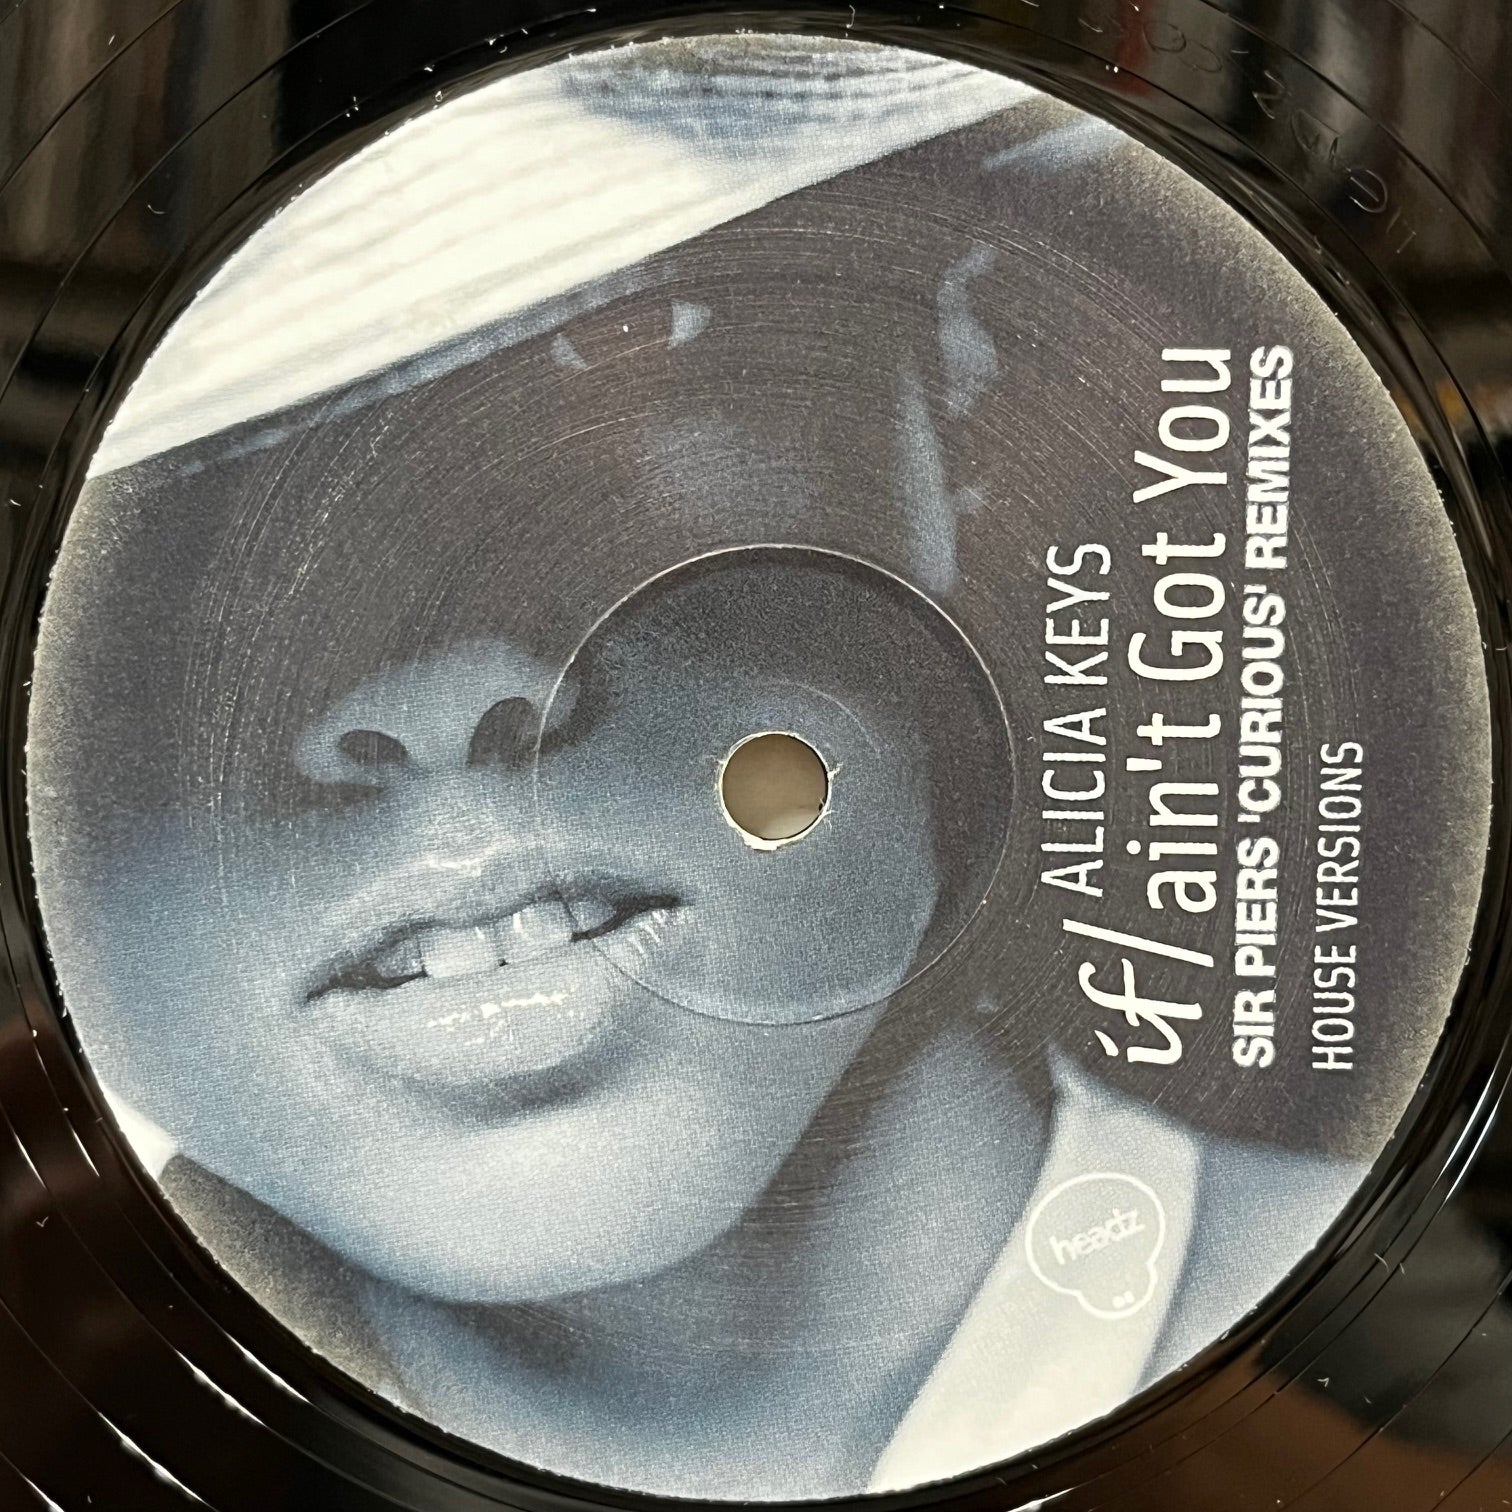 ALICIA KEYS
if I ain't Got You
SIR PIERS 'CURIOUS' REMIXES
HOUSE VERSIONS
headz